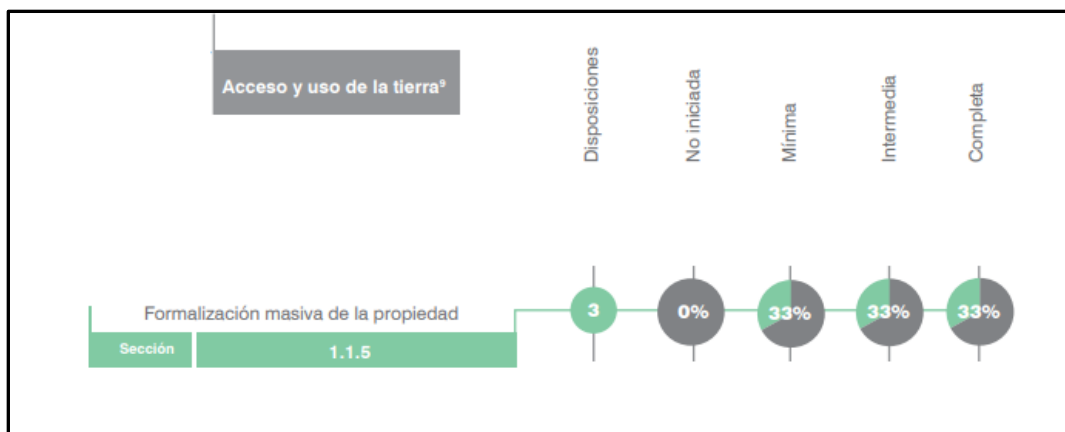 Acceso y uso de la tierra⁹
Disposiciones
No iniciada
Mínima
Intermedia
Completa
Formalización masiva de la propiedad
3
0%
33%
33%
33%
Sección
1.1.5